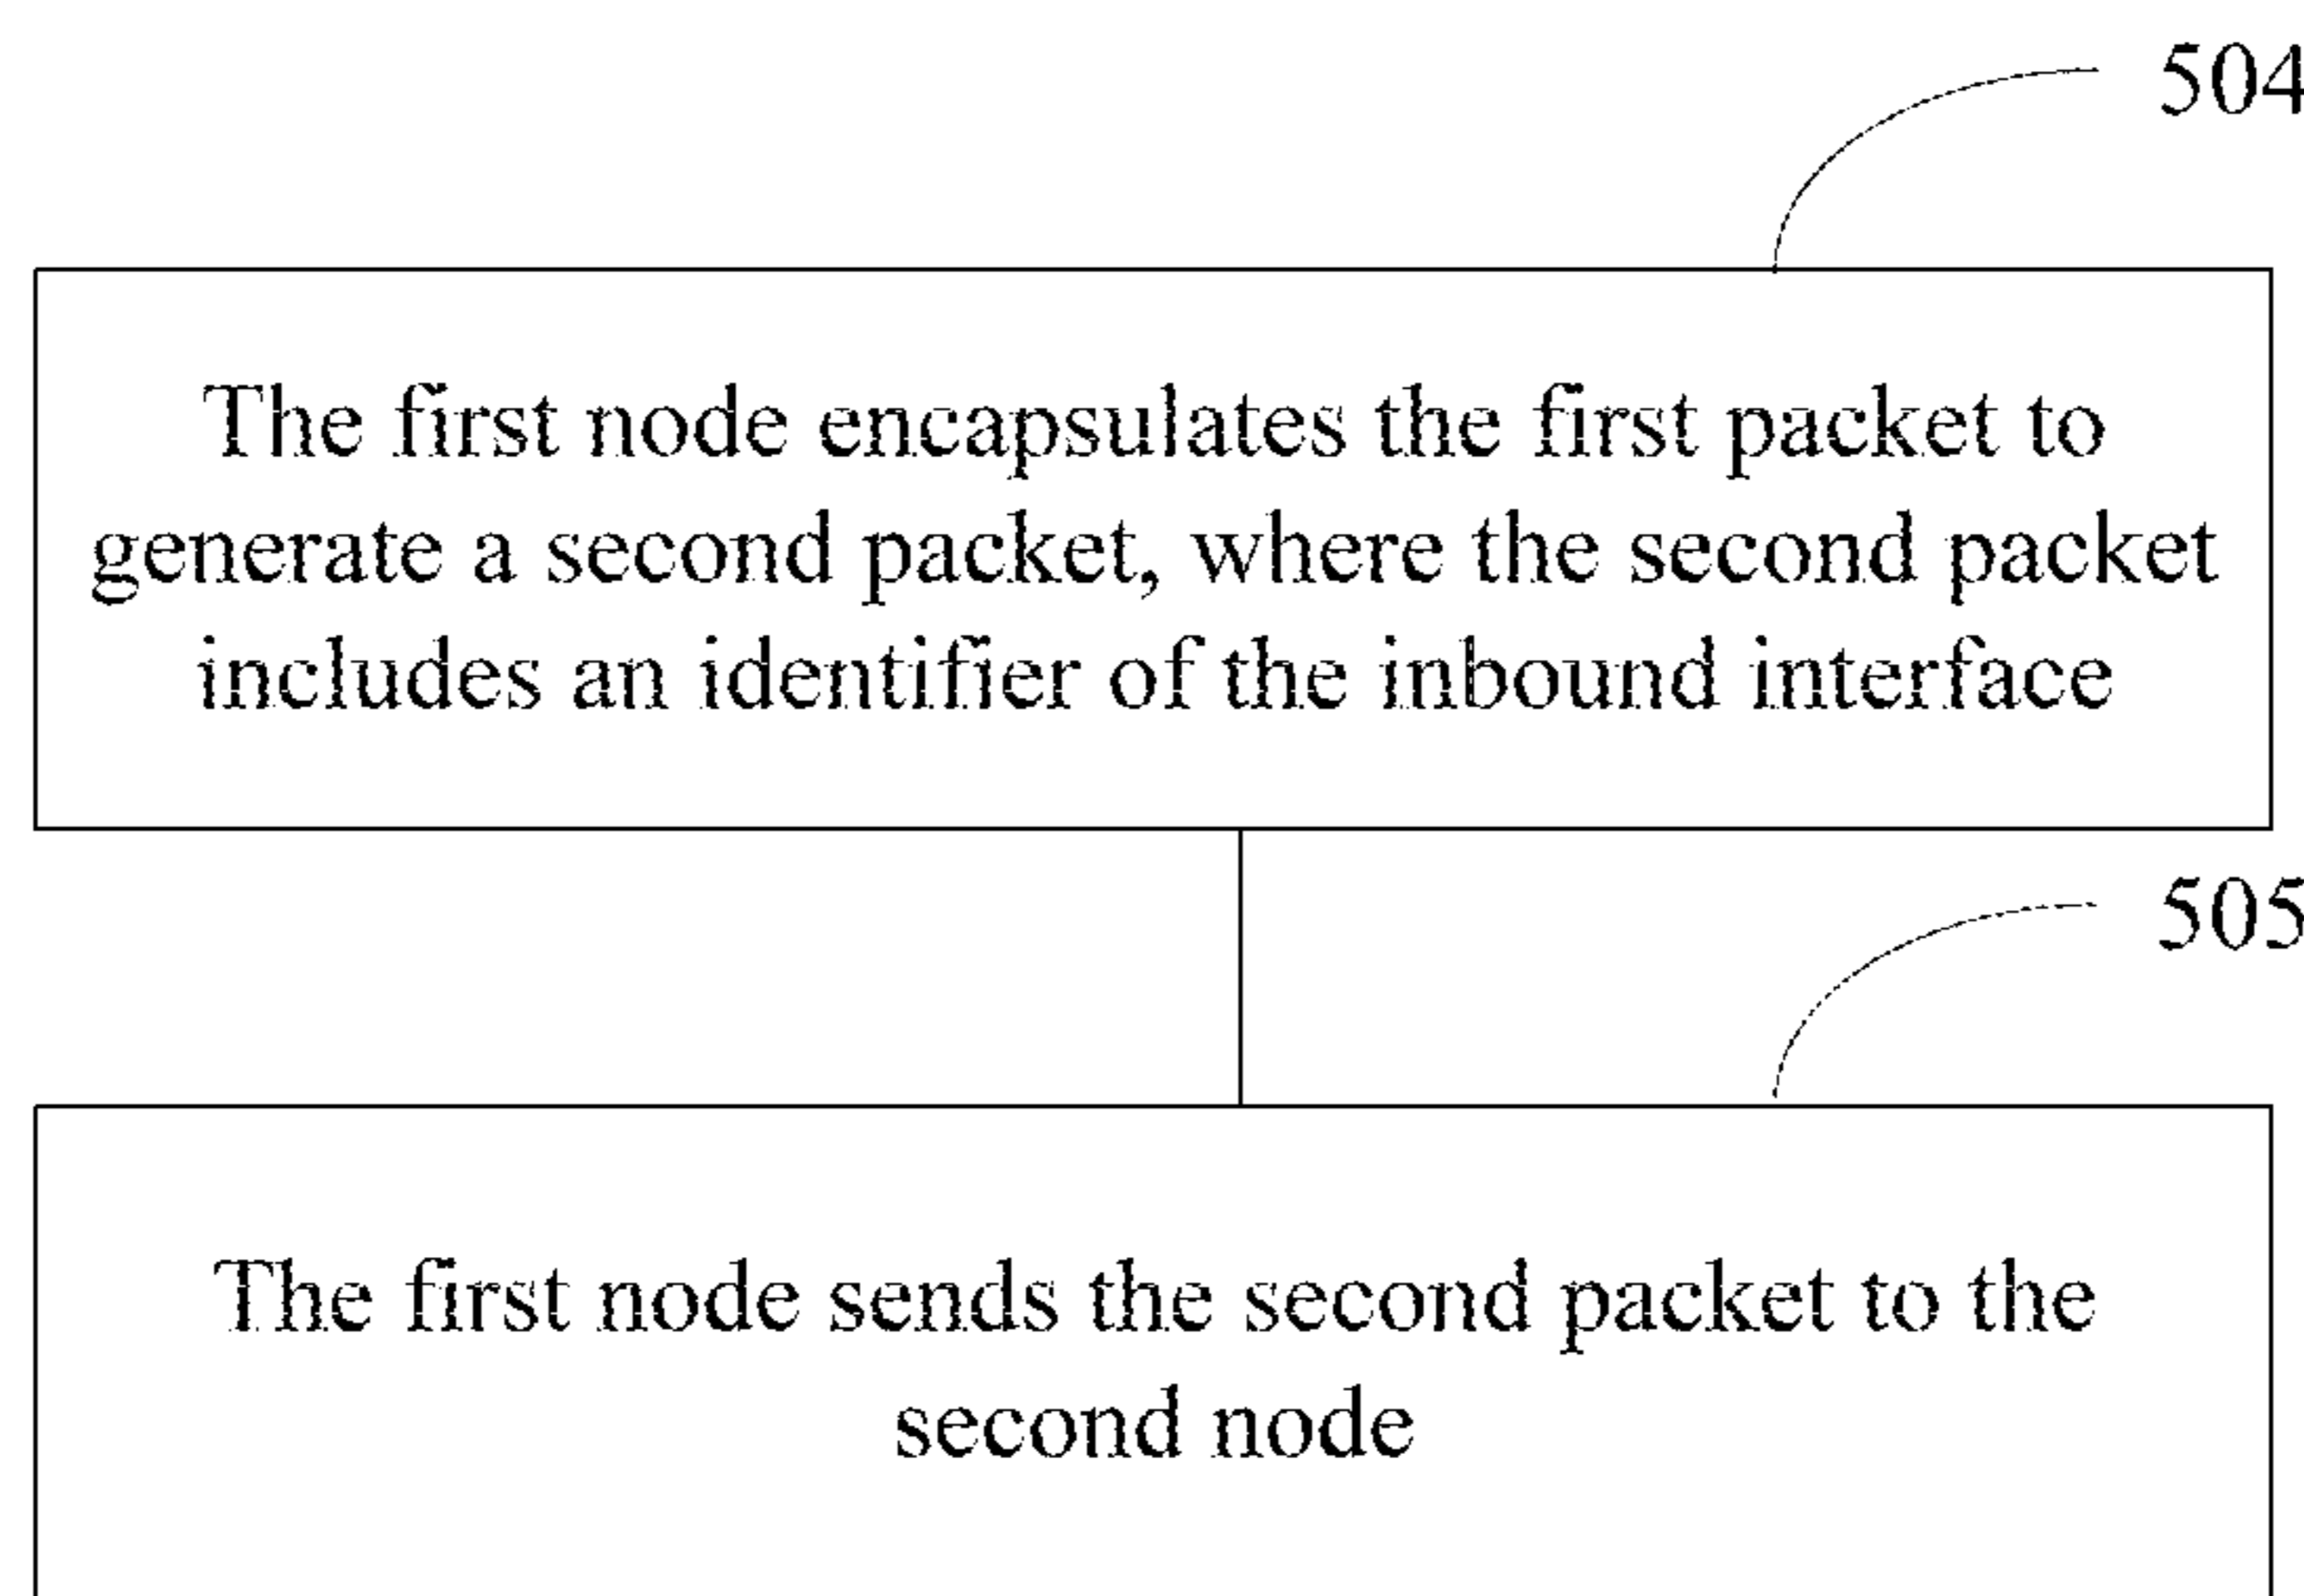 504
The first node encapsulates the first packet to
generate a second packet, where the second packet
includes an identifier of the inbound interface
505
The first node sends the second packet to the
second node